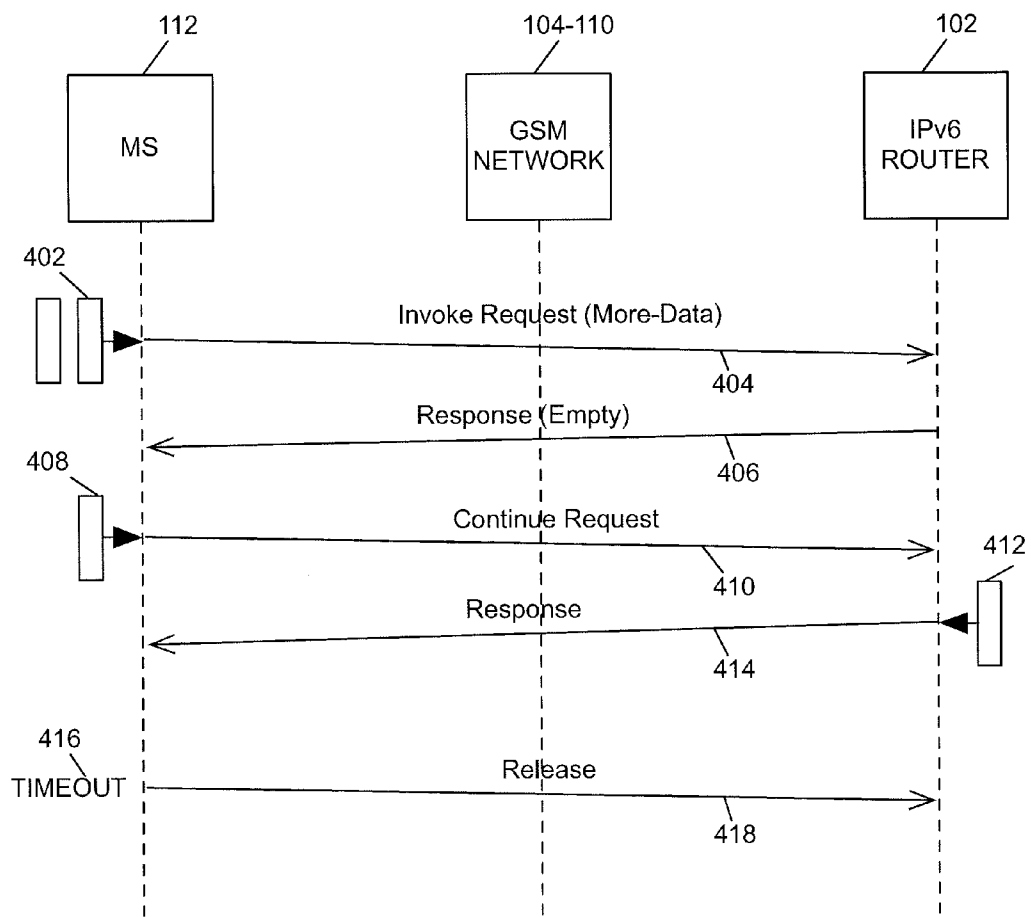 112
104-110
102
MS
GSM
NETWORK
IPv6
ROUTER
402
Invoke Request (More-Data)
404
Response (Empty)
406
408
Continue Request
410
412
Response
414
416
TIMEOUT
Release
418